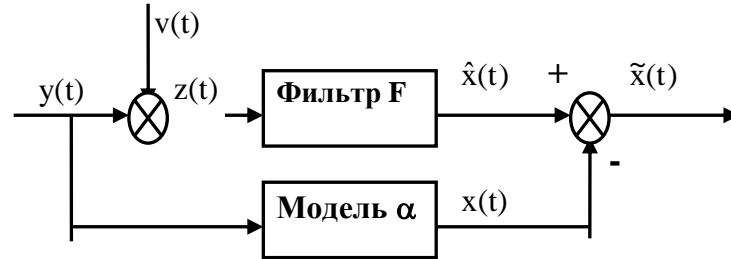 v(t)
y(t)
z(t)
Фильтр F
x̂(t)
+
x̃(t)
-
Модель α
x(t)